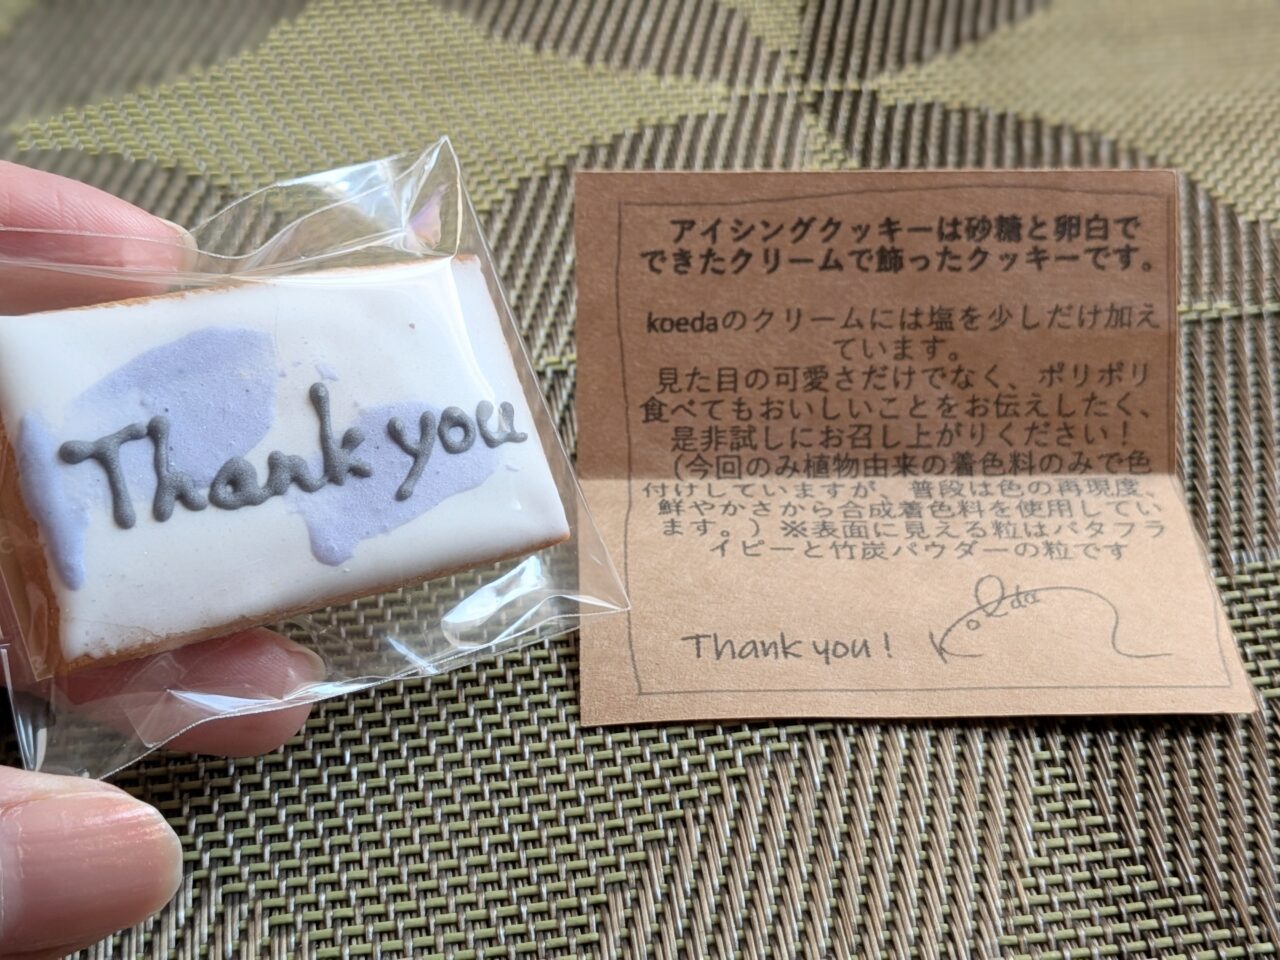 Thank you
アイシングクッキーは砂糖と卵白で
できたクリームで飾ったクッキーです。
koedaのクリームには塩を少しだけ加え
ています。
見た目の可愛さだけでなく、ポリポリ
食べてもおいしいことをお伝えしたく、
是非試しにお召し上がりください！
(今回のみ植物由来の着色料のみで色
付けしていますが、普段は色の再現度、
鮮やかさから合成着色料を使用してい
ます。) ※表面に見える粒はバタフラ
イピーと竹炭パウダーの粒です
Thank you!
koeda